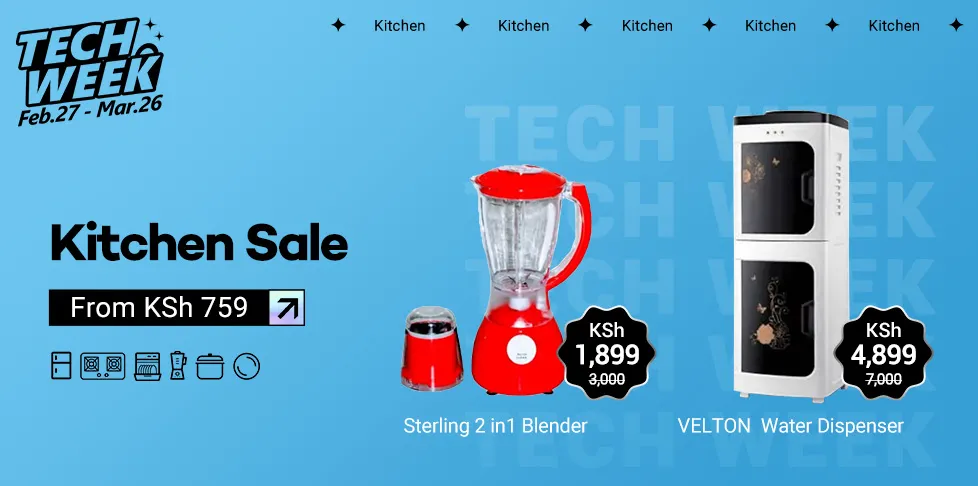 TECH
WEEK
Feb.27 - Mar.26
Kitchen Kitchen Kitchen Kitchen Kitchen
TECH WEEK
TECH WEEK
TECH WEEK
TECH WEEK
TECH WEEK
Kitchen Sale
From KSh 759
KSh
1,899
3,000
Sterling 2 in1 Blender
KSh
4,899
7,000
VELTON Water Dispenser